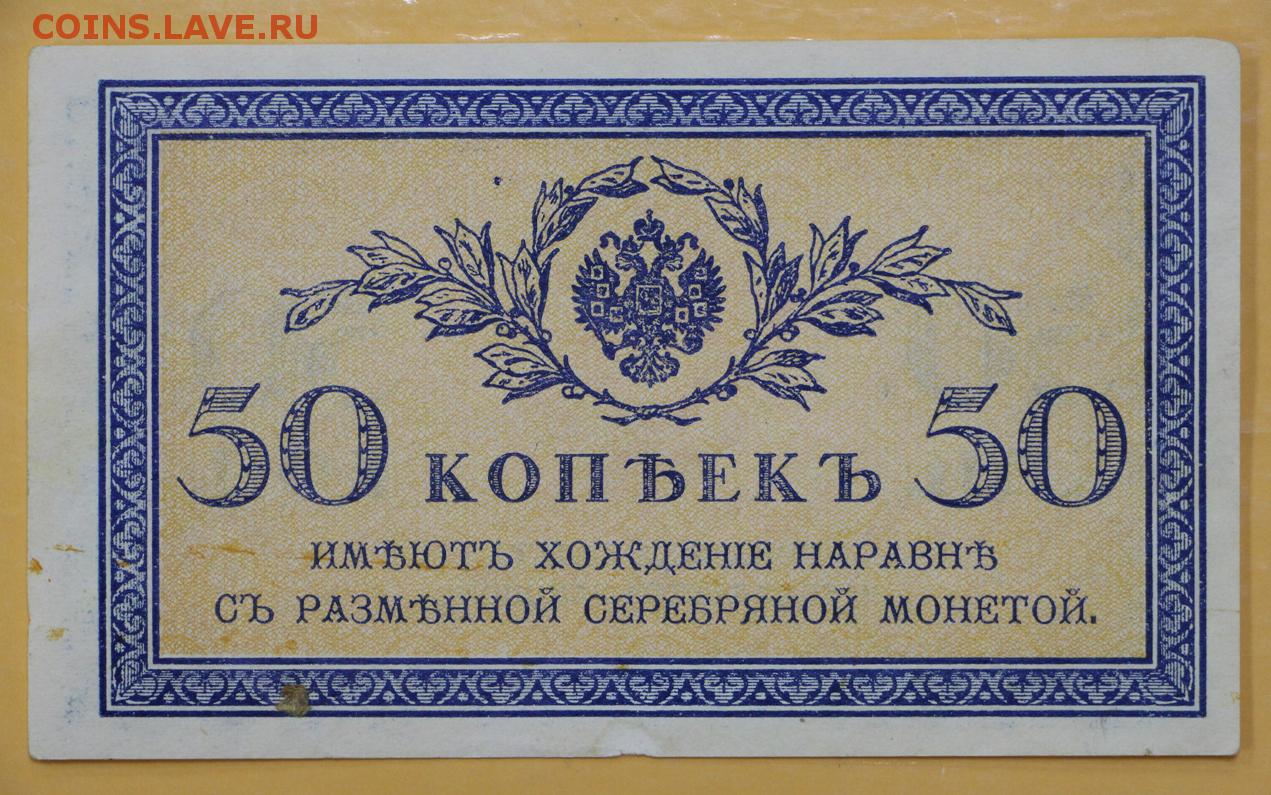 COINS.LAVE.RU
50 КОПѢЕКЪ 50
ИМѢЮТЪ ХОЖДЕНІЕ НАРАВНѢ
СЪ РАЗМѢННОЙ СЕРЕБРЯНОЙ МОНЕТОЙ.